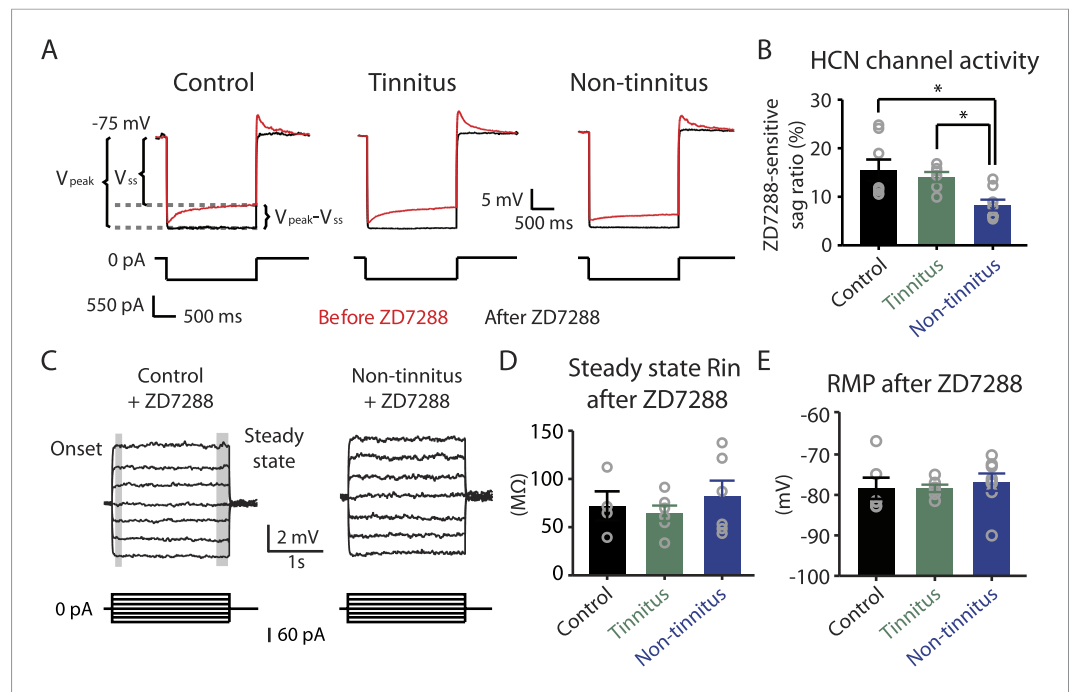 A
Control
Tinnitus
Non-tinnitus
-75 mV
Vpeak
Vss
Vpeak-Vss
5 mV
500 ms
0 pA
550 pA
500 ms
Before ZD7288
After ZD7288
B
HCN channel activity
ZD7288-sensitive
sag ratio (%)
30
20
10
0
*
*
Control
Tinnitus
Non-tinnitus
C
Control
+ ZD7288
Non-tinnitus
+ ZD7288
Onset
Steady
state
2 mV
1s
0 pA
60 pA
D
Steady state Rin
after ZD7288
(MΩ)
150
100
50
0
Control
Tinnitus
Non-tinnitus
E
RMP after ZD7288
(mV)
-60
-70
-80
-90
-100
Control
Tinnitus
Non-tinnitus